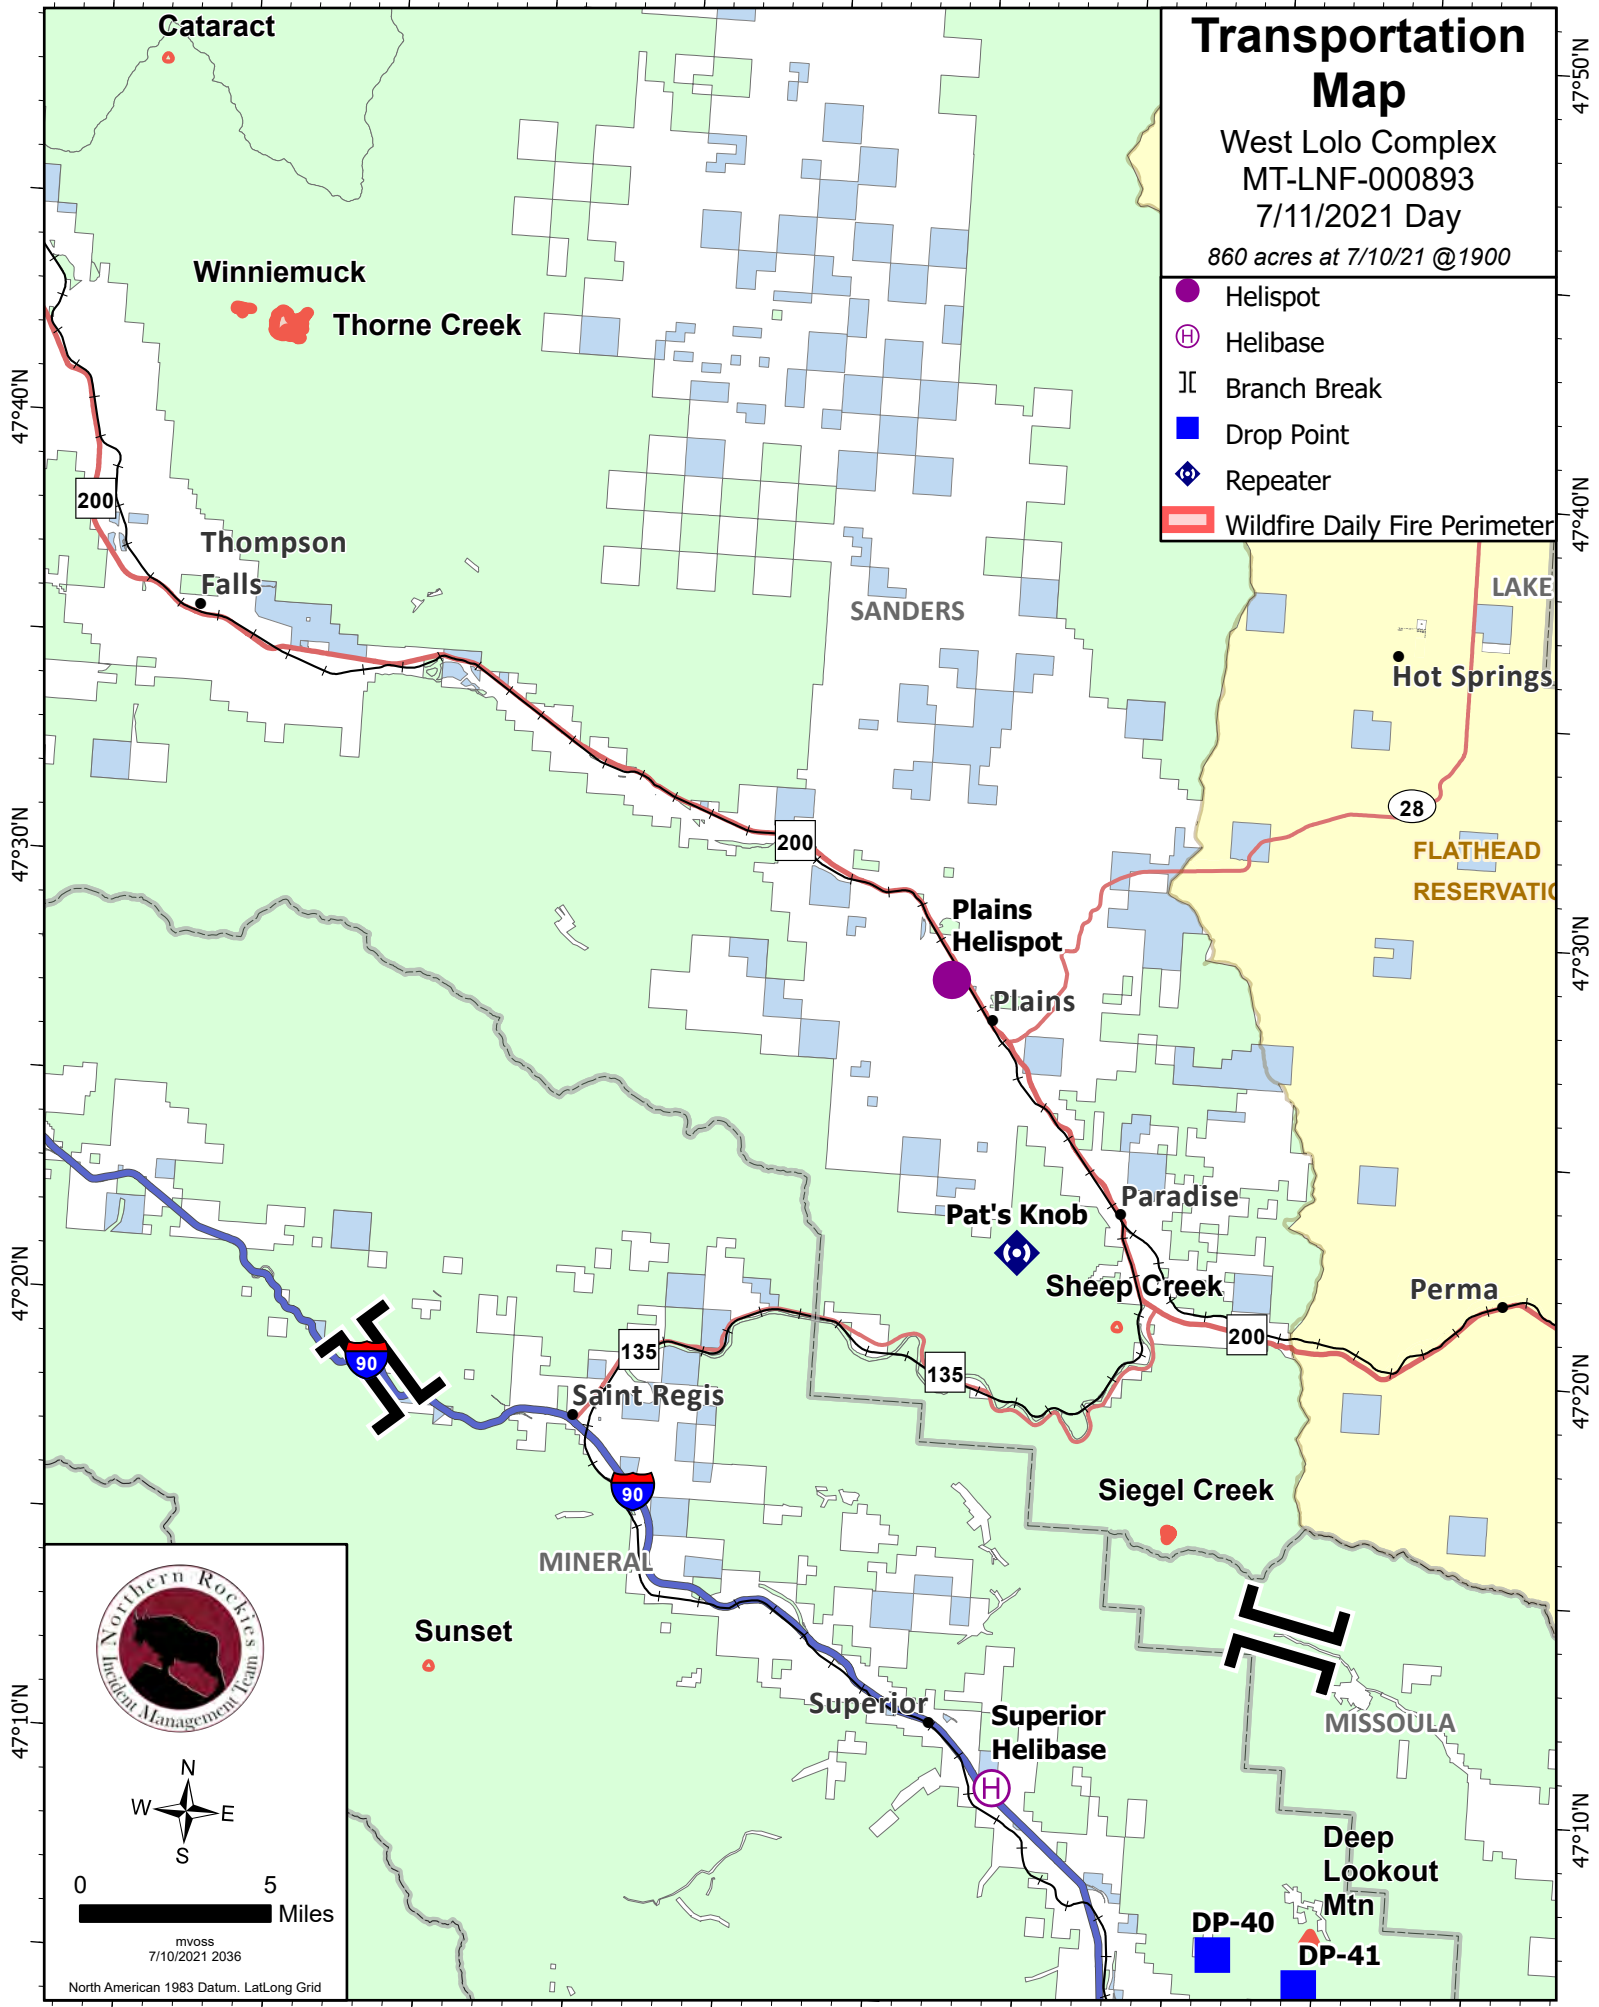 Cataract
Transportation
Map
West Lolo Complex
MT-LNF-000893
7/11/2021 Day
860 acres at 7/10/21 @1900
Helispot
H
Helibase
Branch Break
Drop Point
Repeater
Wildfire Daily Fire Perimeter
47°50'N
Winniemuck
Thorne Creek
47°40'N
47°40'N
200
Thompson
Falls
SANDERS
LAKE
Hot Springs
28
47°30'N
200
FLATHEAD
RESERVATIO
Plains
Helispot
47°30'N
Plains
Paradise
Pat's Knob
Sheep Creek
47°20'N
Perma
200
135
135
90
Saint Regis
47°20'N
90
Siegel Creek
MINERAL
Sunset
Superior
47°10'N
Superior
Helibase
H
MISSOULA
47°10'N
Deep
Lookout
Mtn
DP-40
DP-41
Northern Rockies
Incident Management Team
N
W
E
S
0 5
Miles
mvoss
7/10/2021 2036
North American 1983 Datum. LatLong Grid